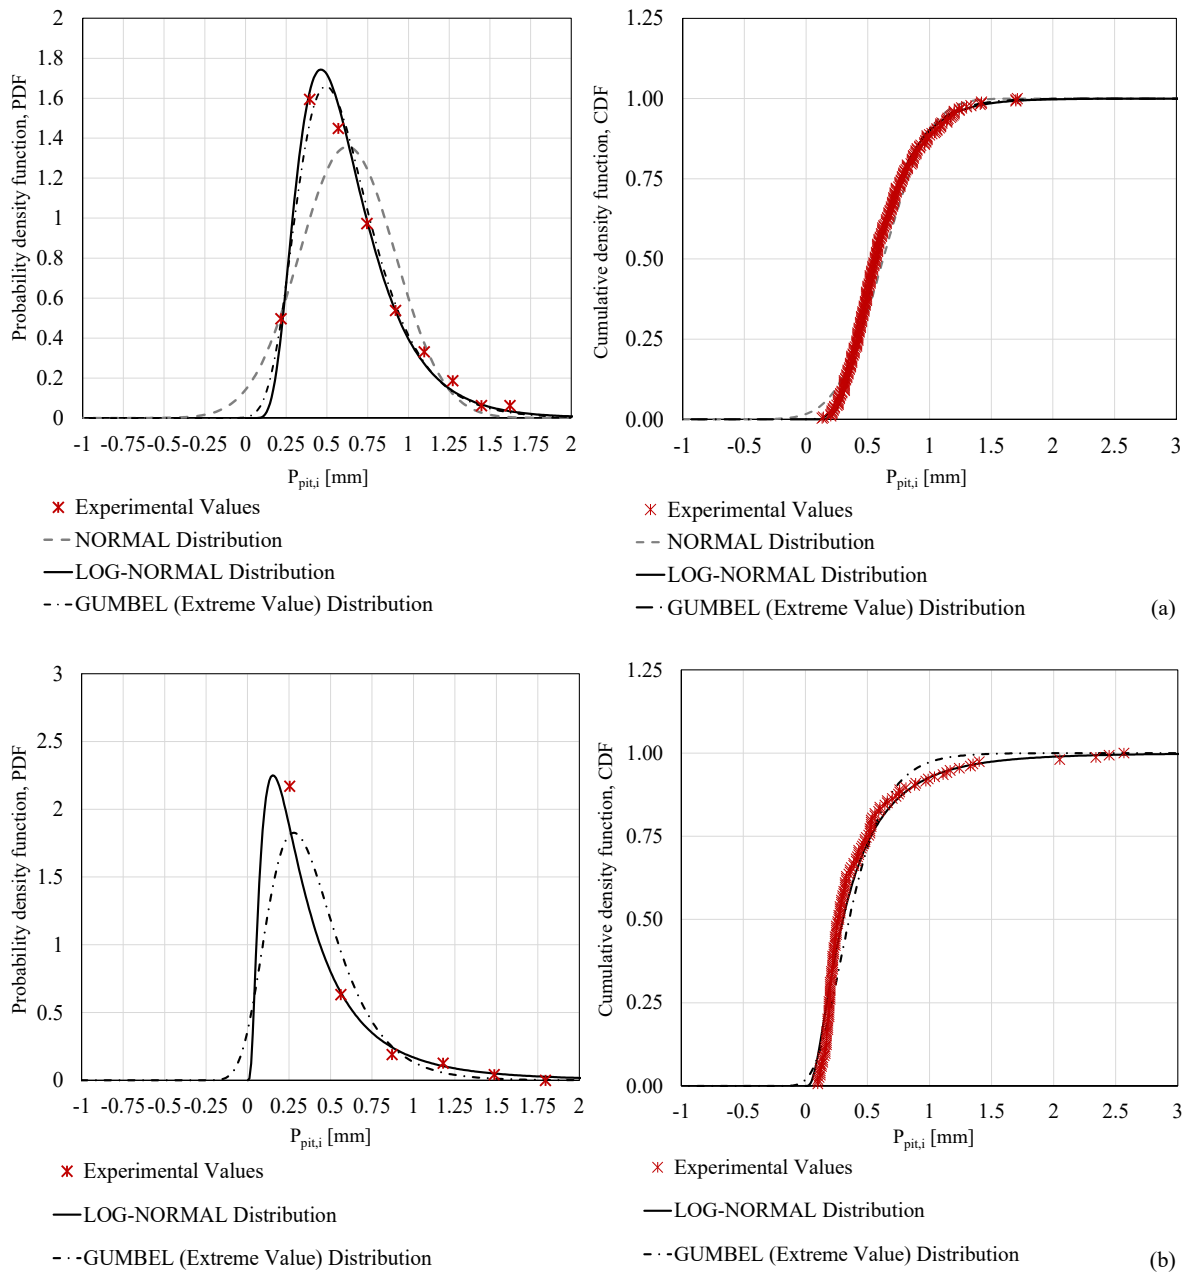 Probability density function, PDF
2
1.8
1.6
1.4
1.2
1
0.8
0.6
0.4
0.2
0
-1 -0.75 -0.5 -0.25 0 0.25 0.5 0.75 1 1.25 1.5 1.75 2
Ppit,i [mm]
Experimental Values
NORMAL Distribution
LOG-NORMAL Distribution
GUMBEL (Extreme Value) Distribution
Cumulative density function, CDF
1.25
1.00
0.75
0.50
0.25
0.00
-1 -0.5 0 0.5 1 1.5 2 2.5 3
Ppit,i [mm]
Experimental Values
NORMAL Distribution
LOG-NORMAL Distribution
GUMBEL (Extreme Value) Distribution
(a)
Probability density function, PDF
3
2.5
2
1.5
1
0.5
0
-1 -0.75 -0.5 -0.25 0 0.25 0.5 0.75 1 1.25 1.5 1.75 2
Ppit,i [mm]
Experimental Values
LOG-NORMAL Distribution
GUMBEL (Extreme Value) Distribution
Cumulative density function, CDF
1.25
1.00
0.75
0.50
0.25
0.00
-1 -0.5 0 0.5 1 1.5 2 2.5 3
Ppit,i [mm]
Experimental Values
LOG-NORMAL Distribution
GUMBEL (Extreme Value) Distribution
(b)